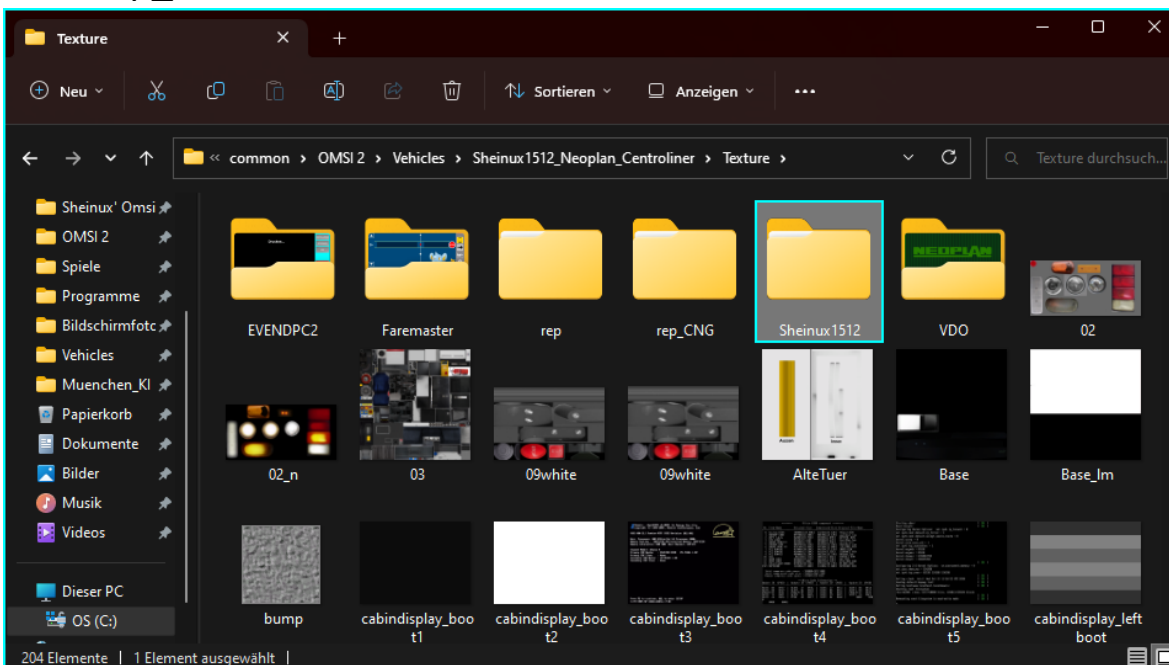 Texture
Neu
Sortieren
Anzeigen
« common › OMSI 2 › Vehicles › Sheinux1512_Neoplan_Centroliner › Texture ›
Texture durchsuch...
Sheinux' Omsi
OMSI 2
Spiele
Programme
Bildschirmfotc
Vehicles
Muenchen_Kl
Papierkorb
Dokumente
Bilder
Musik
Videos
Dieser PC
OS (C:)
NEOPLAN
EVENDPC2
Faremaster
rep
rep_CNG
Sheinux1512
VDO
02
02_n
03
09white
09white
AlteTuer
Base
Base_lm
bump
cabindisplay_boo
t1
cabindisplay_boo
t2
cabindisplay_boo
t3
cabindisplay_boo
t4
cabindisplay_boo
t5
cabindisplay_left
boot
204 Elemente | 1 Element ausgewählt |